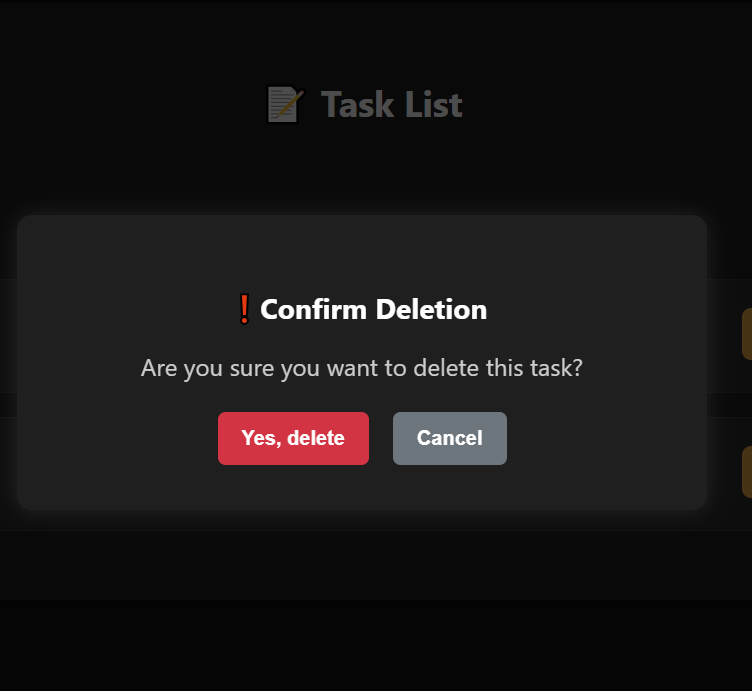 📝 Task List
❗Confirm Deletion
Are you sure you want to delete this task?
Yes, delete
Cancel